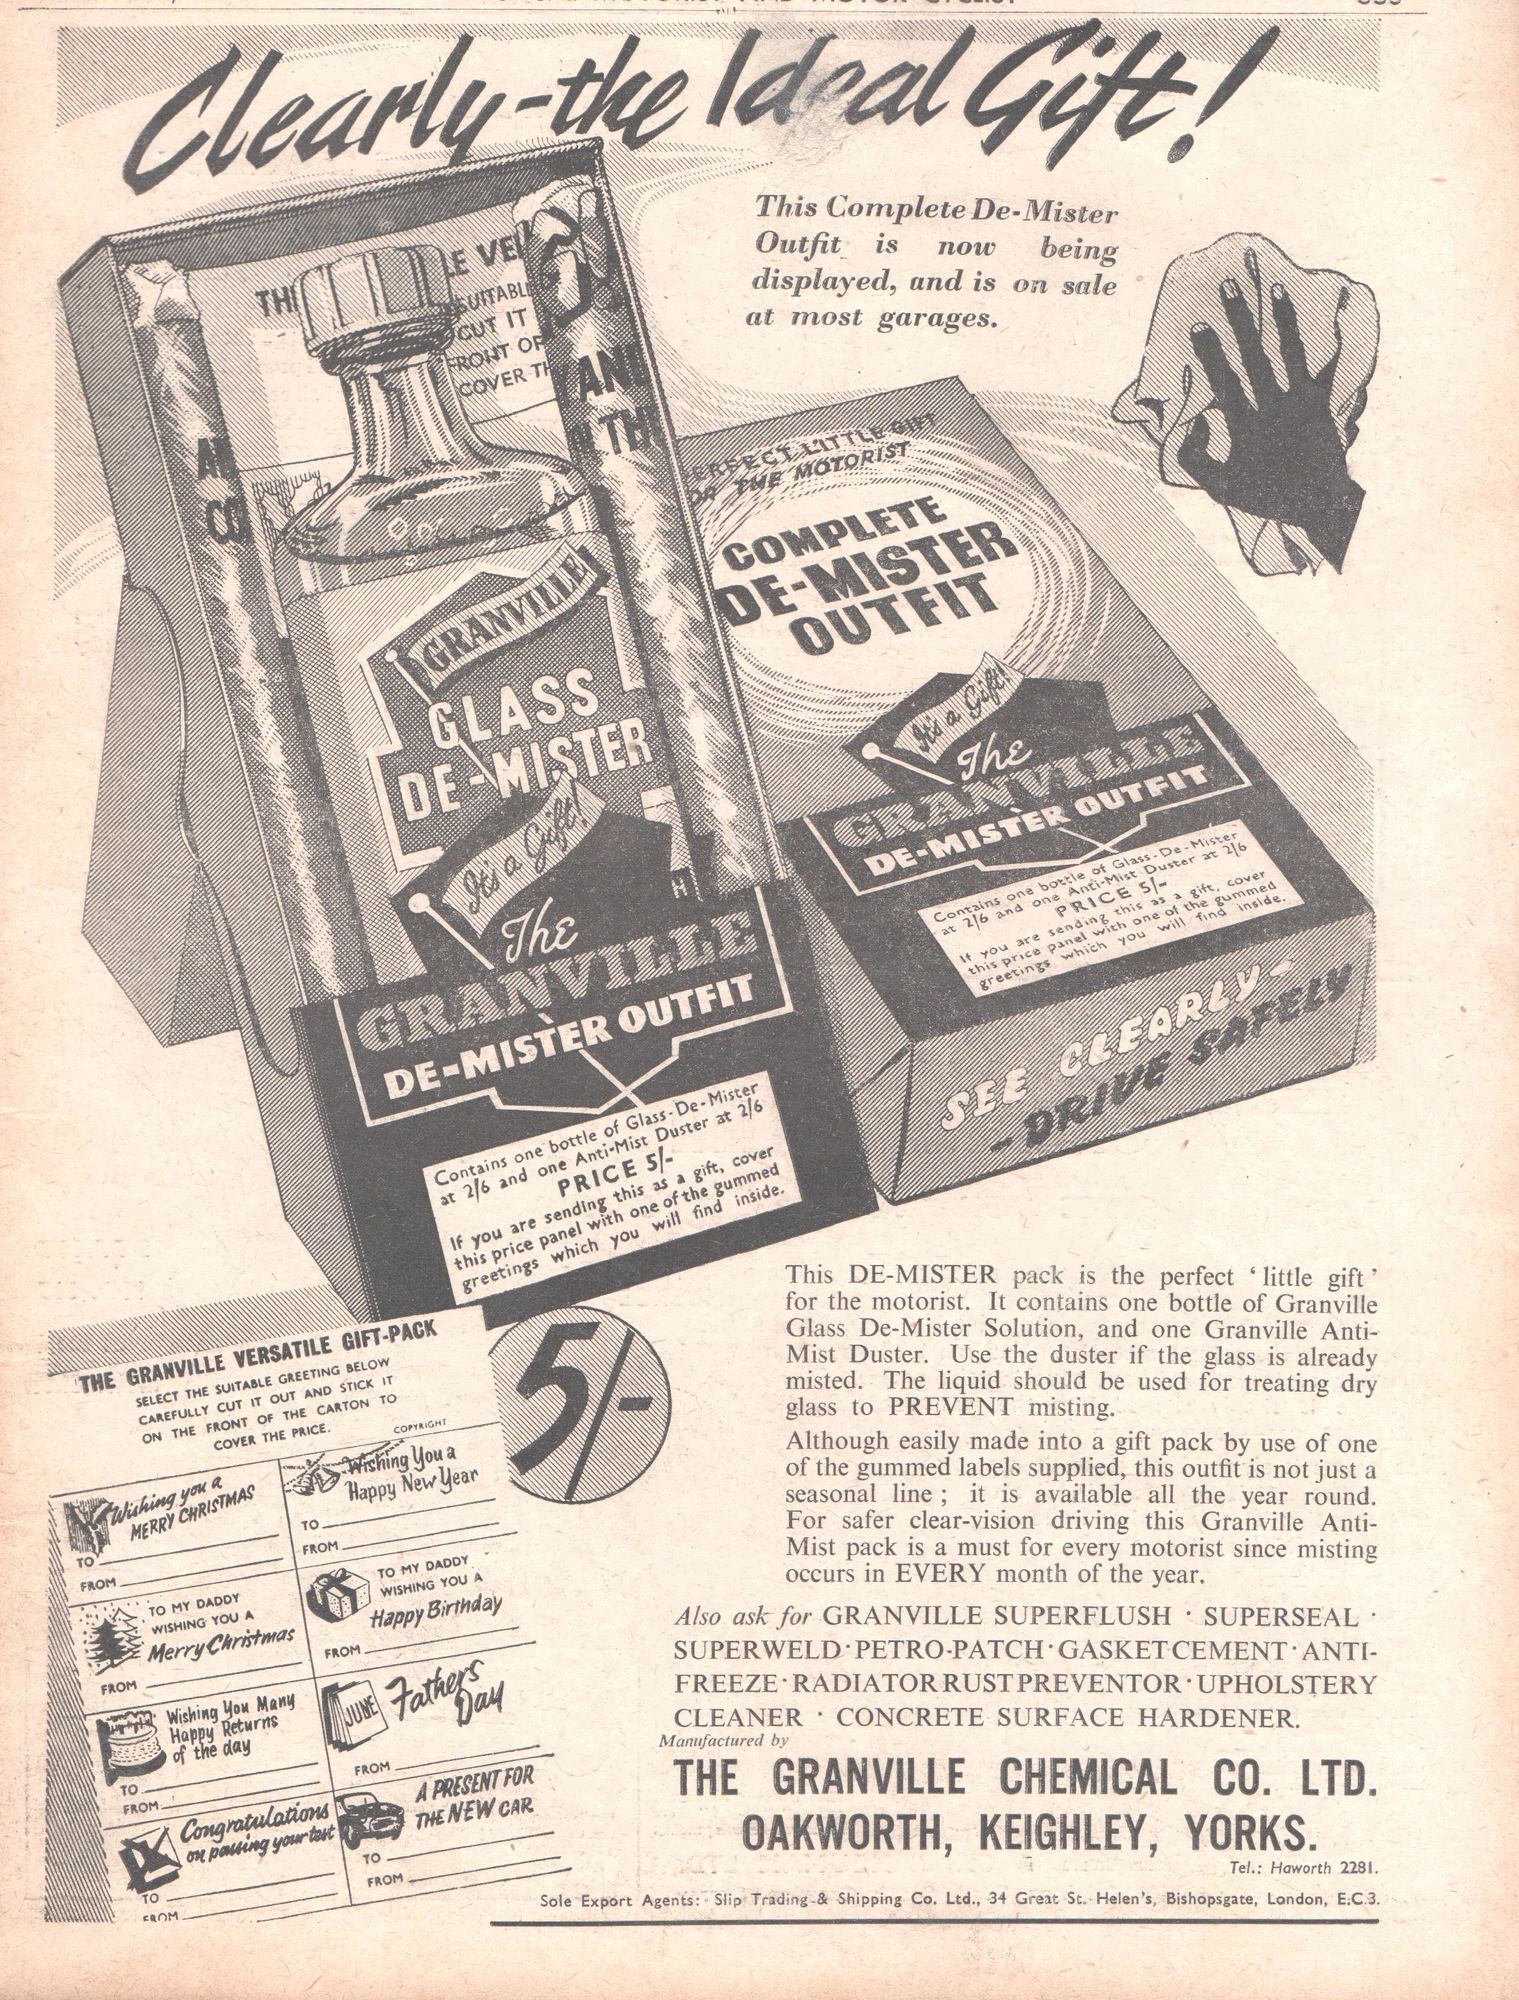 MOTOR CYCLIST
Clearly-the Ideal Gift!
This Complete De-Mister
Outfit is now being
displayed, and is on sale
at most garages.
LE VE
SUITABL
CUT IT
FRONT OF
COVER TH
AN
TH
CO
GRANVILLE
GLASS
DE-MISTER
It's a Gift!
The
GRANVILLE
DE-MISTER OUTFIT
Contains one bottle of Glass-De-Mister
at 2/6 and one Anti-Mist Duster at 2/6
PRICE 5/-
If you are sending this as a gift, cover
this price panel with one of the gummed
greetings which you will find inside.
PERFECT LITTLE GIFT
FOR THE MOTORIST
COMPLETE
DE-MISTER
OUTFIT
It's a Gift!
The
GRANVILLE
DE-MISTER OUTFIT
Contains one bottle of Glass-De-Mister
at 2/6 and one Anti-Mist Duster at 2/6
PRICE 5/-
If you are sending this as a gift, cover
this price panel with one of the gummed
greetings which you will find inside.
SEE CLEARLY-
-DRIVE SAFELY
5/-
THE GRANVILLE VERSATILE GIFT-PACK
SELECT THE SUITABLE GREETING BELOW
CAREFULLY CUT IT OUT AND STICK IT
ON THE FRONT OF THE CARTON TO
COVER THE PRICE.
COPYRIGHT
Wishing you a
MERRY CHRISTMAS
TO
FROM
Wishing You a
Happy New Year
TO
FROM
TO MY DADDY
WISHING YOU A
Merry Christmas
FROM
TO MY DADDY
WISHING YOU A
Happy Birthday
FROM
Wishing You Many
Happy Returns
of the day
TO
FROM
JUNE
Father's
Day
FROM
Congratulations
on passing your test
TO
FROM
A PRESENT FOR
THE NEW CAR
TO
FROM
This DE-MISTER pack is the perfect ‘little gift’
for the motorist. It contains one bottle of Granville
Glass De-Mister Solution, and one Granville Anti-
Mist Duster. Use the duster if the glass is already
misted. The liquid should be used for treating dry
glass to PREVENT misting.
Although easily made into a gift pack by use of one
of the gummed labels supplied, this outfit is not just a
seasonal line; it is available all the year round.
For safer clear-vision driving this Granville Anti-
Mist pack is a must for every motorist since misting
occurs in EVERY month of the year.
Also ask for GRANVILLE SUPERFLUSH · SUPERSEAL ·
SUPERWELD · PETRO-PATCH · GASKET CEMENT · ANTI-
FREEZE · RADIATOR RUST PREVENTOR · UPHOLSTERY
CLEANER · CONCRETE SURFACE HARDENER.
Manufactured by
THE GRANVILLE CHEMICAL CO. LTD.
OAKWORTH, KEIGHLEY, YORKS.
Tel.: Haworth 2281.
Sole Export Agents: Slip Trading & Shipping Co. Ltd., 34 Great St. Helen's, Bishopsgate, London, E.C.3.